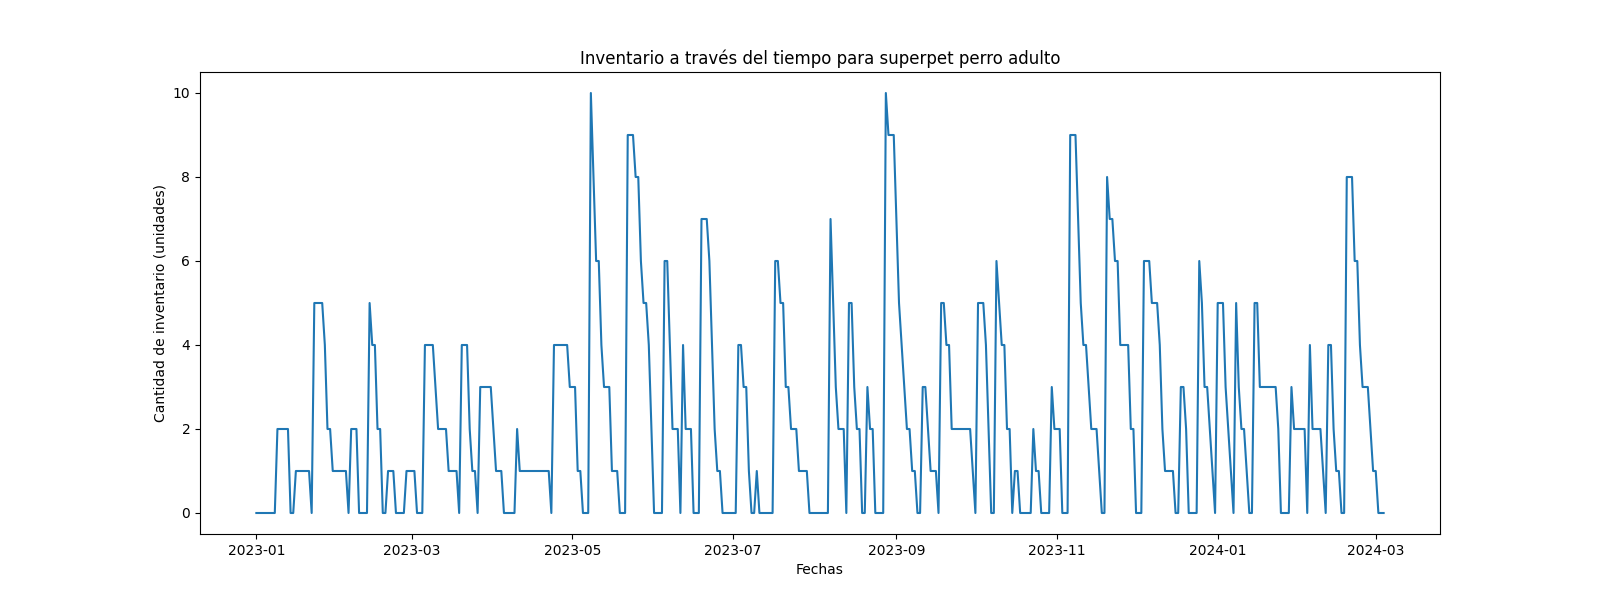 Inventario a través del tiempo para superpet perro adulto
Cantidad de inventario (unidades)
10
8
6
4
2
0
2023-01 2023-03 2023-05 2023-07 2023-09 2023-11 2024-01 2024-03
Fechas